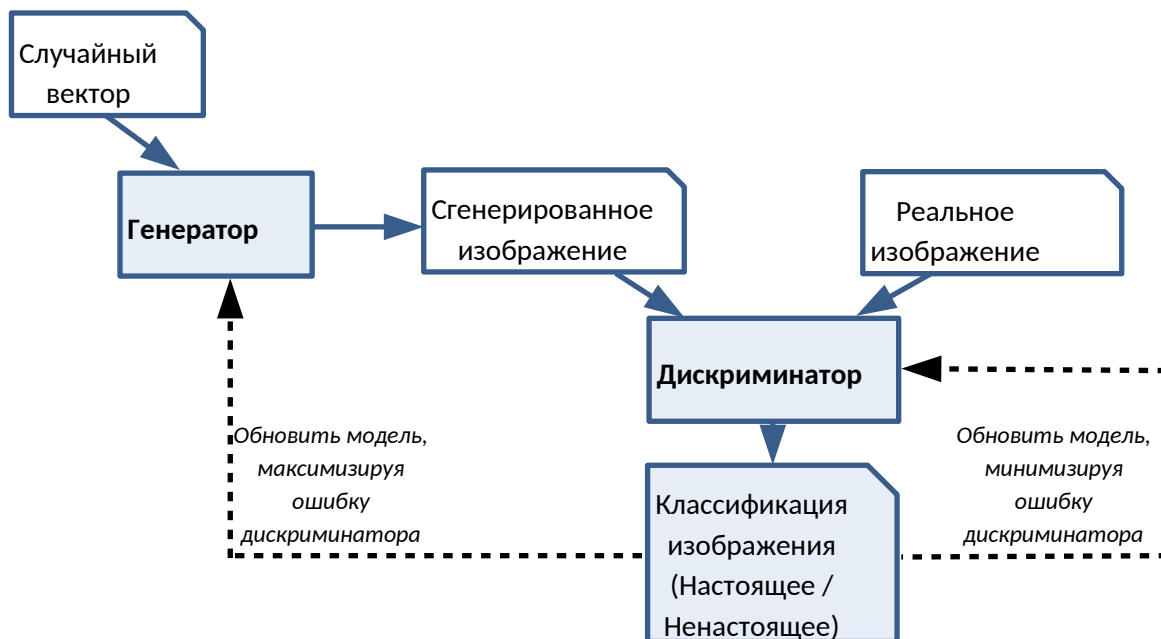 Случайный
вектор
Генератор
Сгенерированное
изображение
Реальное
изображение
Дискриминатор
Обновить модель,
максимизируя
ошибку
дискриминатора
Обновить модель,
минимизируя
ошибку
дискриминатора
Классификация
изображения
(Настоящее /
Ненастоящее)